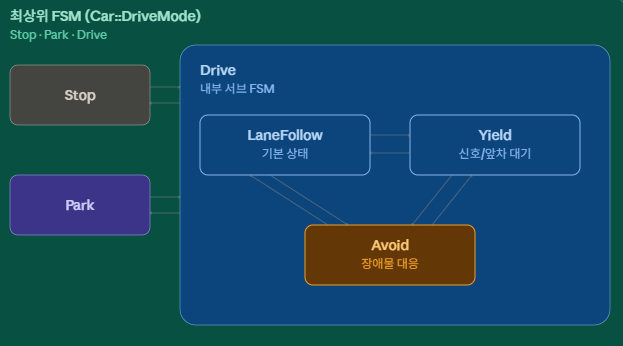 최상위 FSM (Car::DriveMode)
Stop · Park · Drive
Stop
Park
Drive
내부 서브 FSM
LaneFollow
기본 상태
Yield
신호/앞차 대기
Avoid
장애물 대응